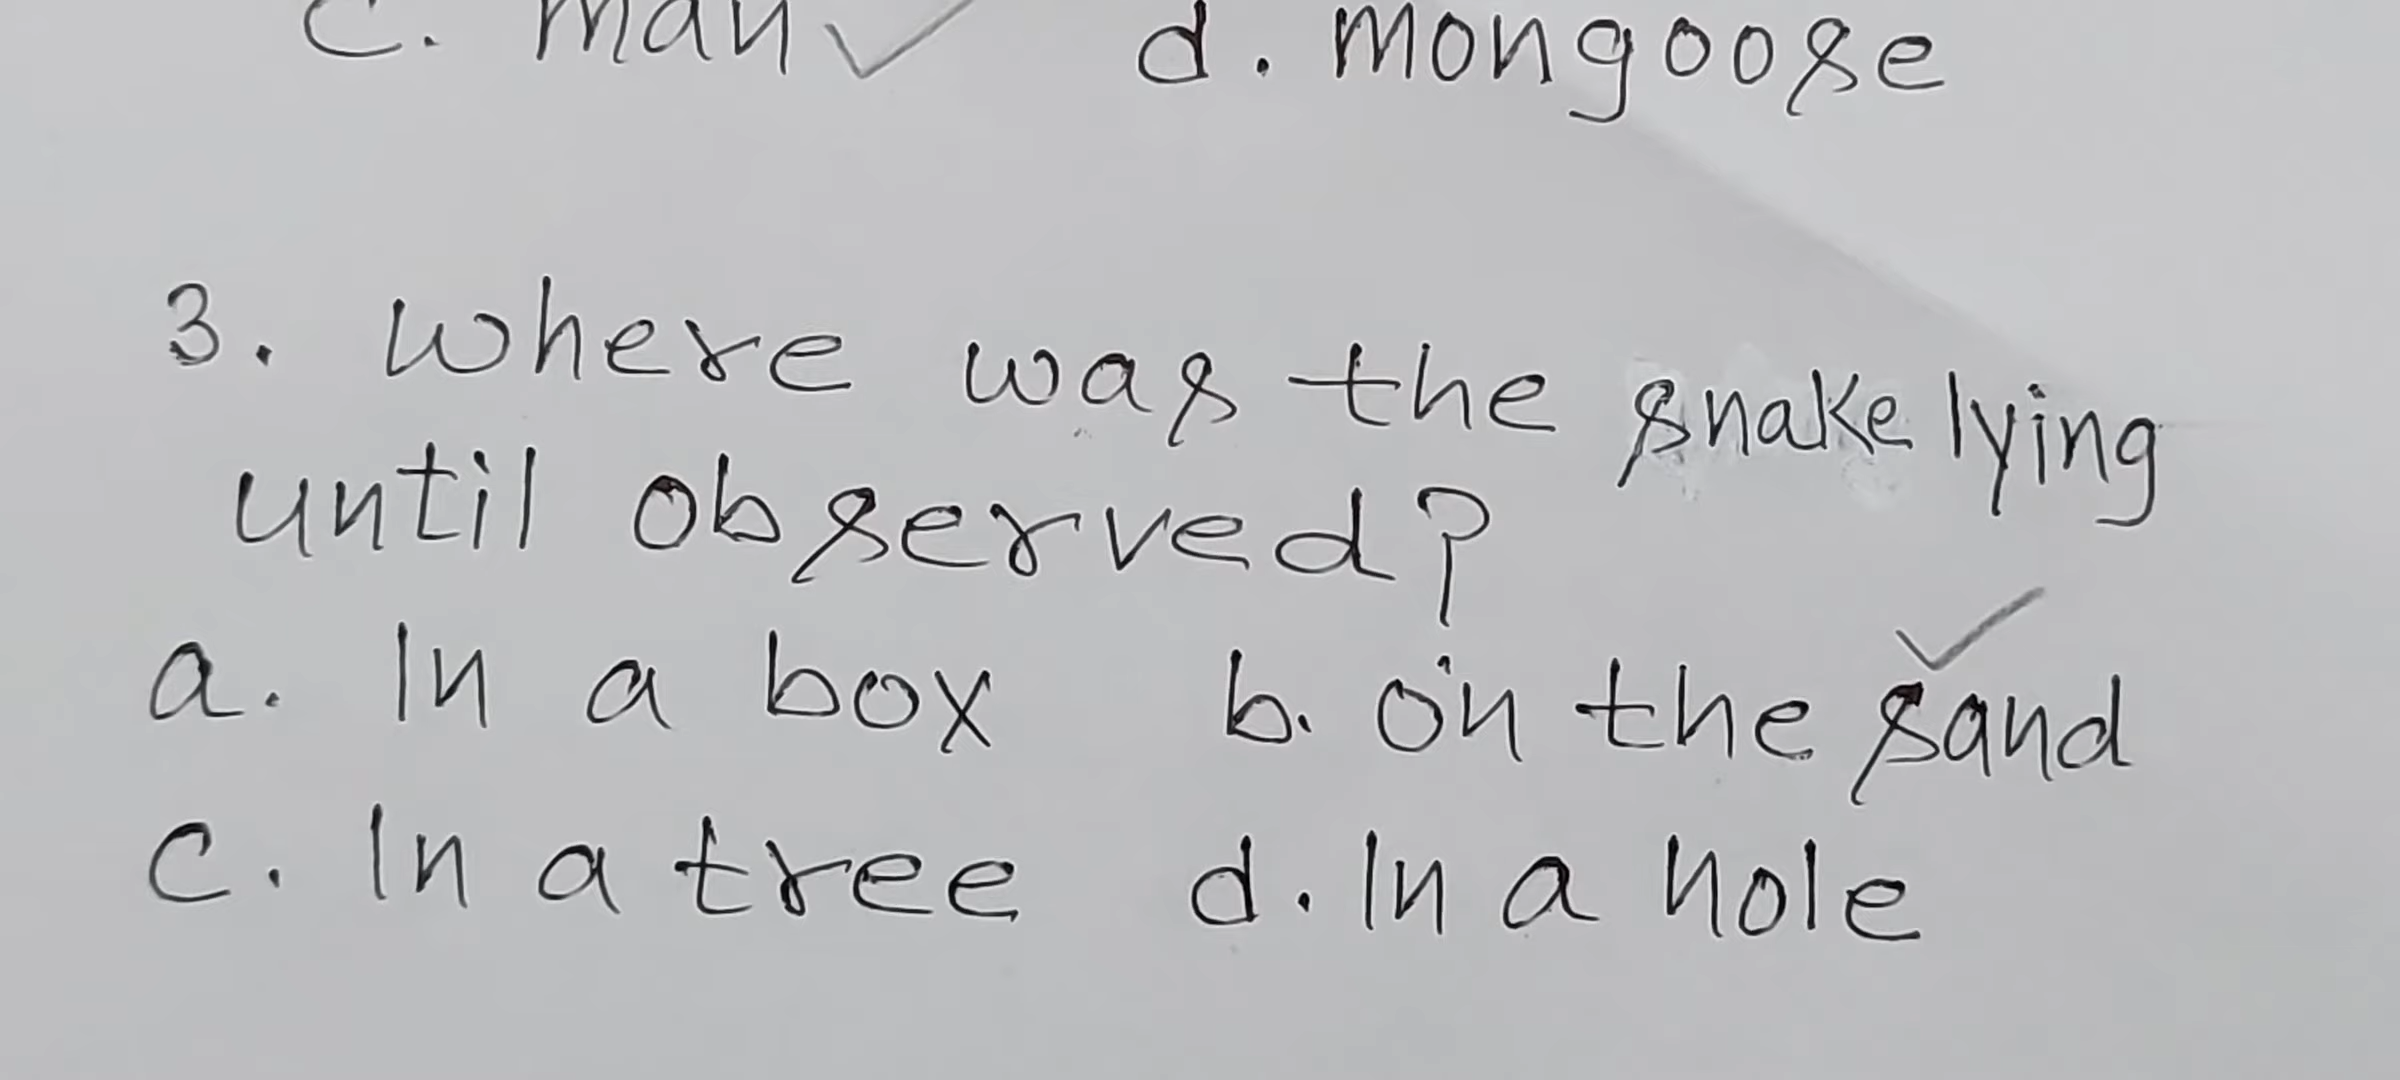 c. man ✓ d. mongoose
3. where was the snake lying
until observed?
a. In a box b. on the sand ✓
c. In a tree d. In a hole